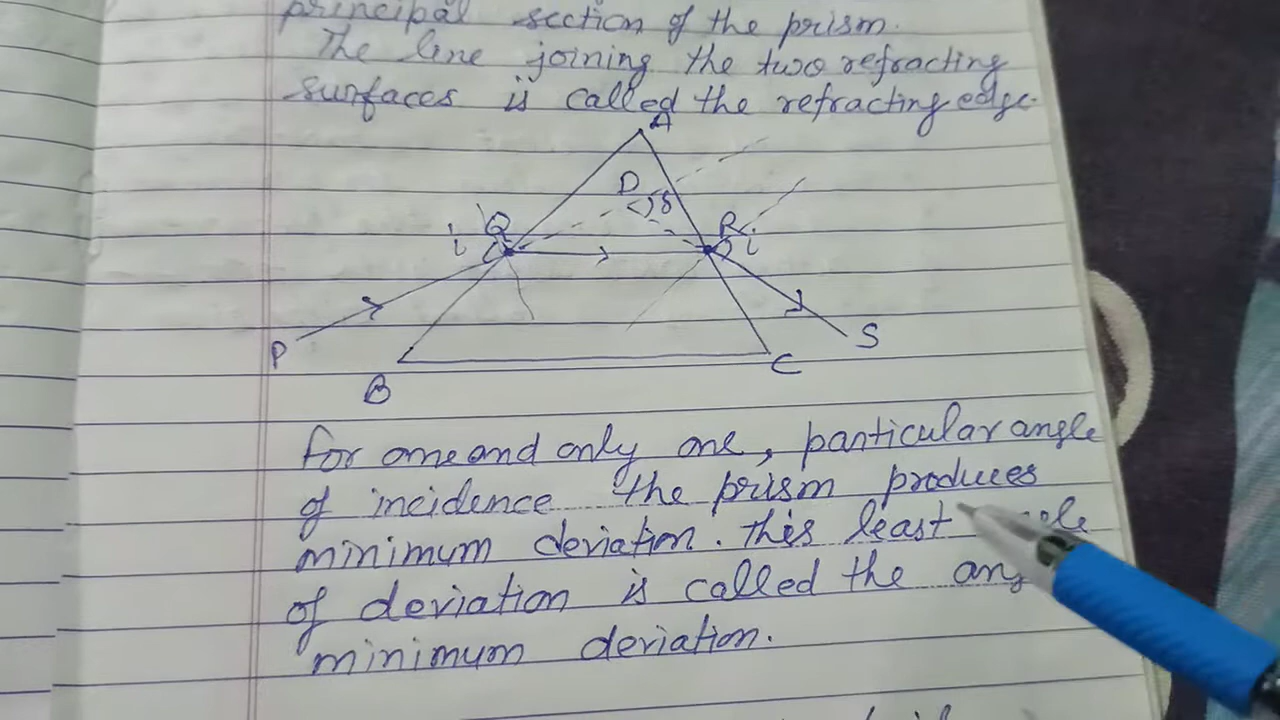 principal section of the prism.
The line joining the two refracting
surfaces is called the refracting edge.
A
D
δ
Q
R
i
i
P
S
B
C
for one and only one, particular angle
of incidence the prism produces
minimum deviation. This least
of deviation is called the
minimum deviation.